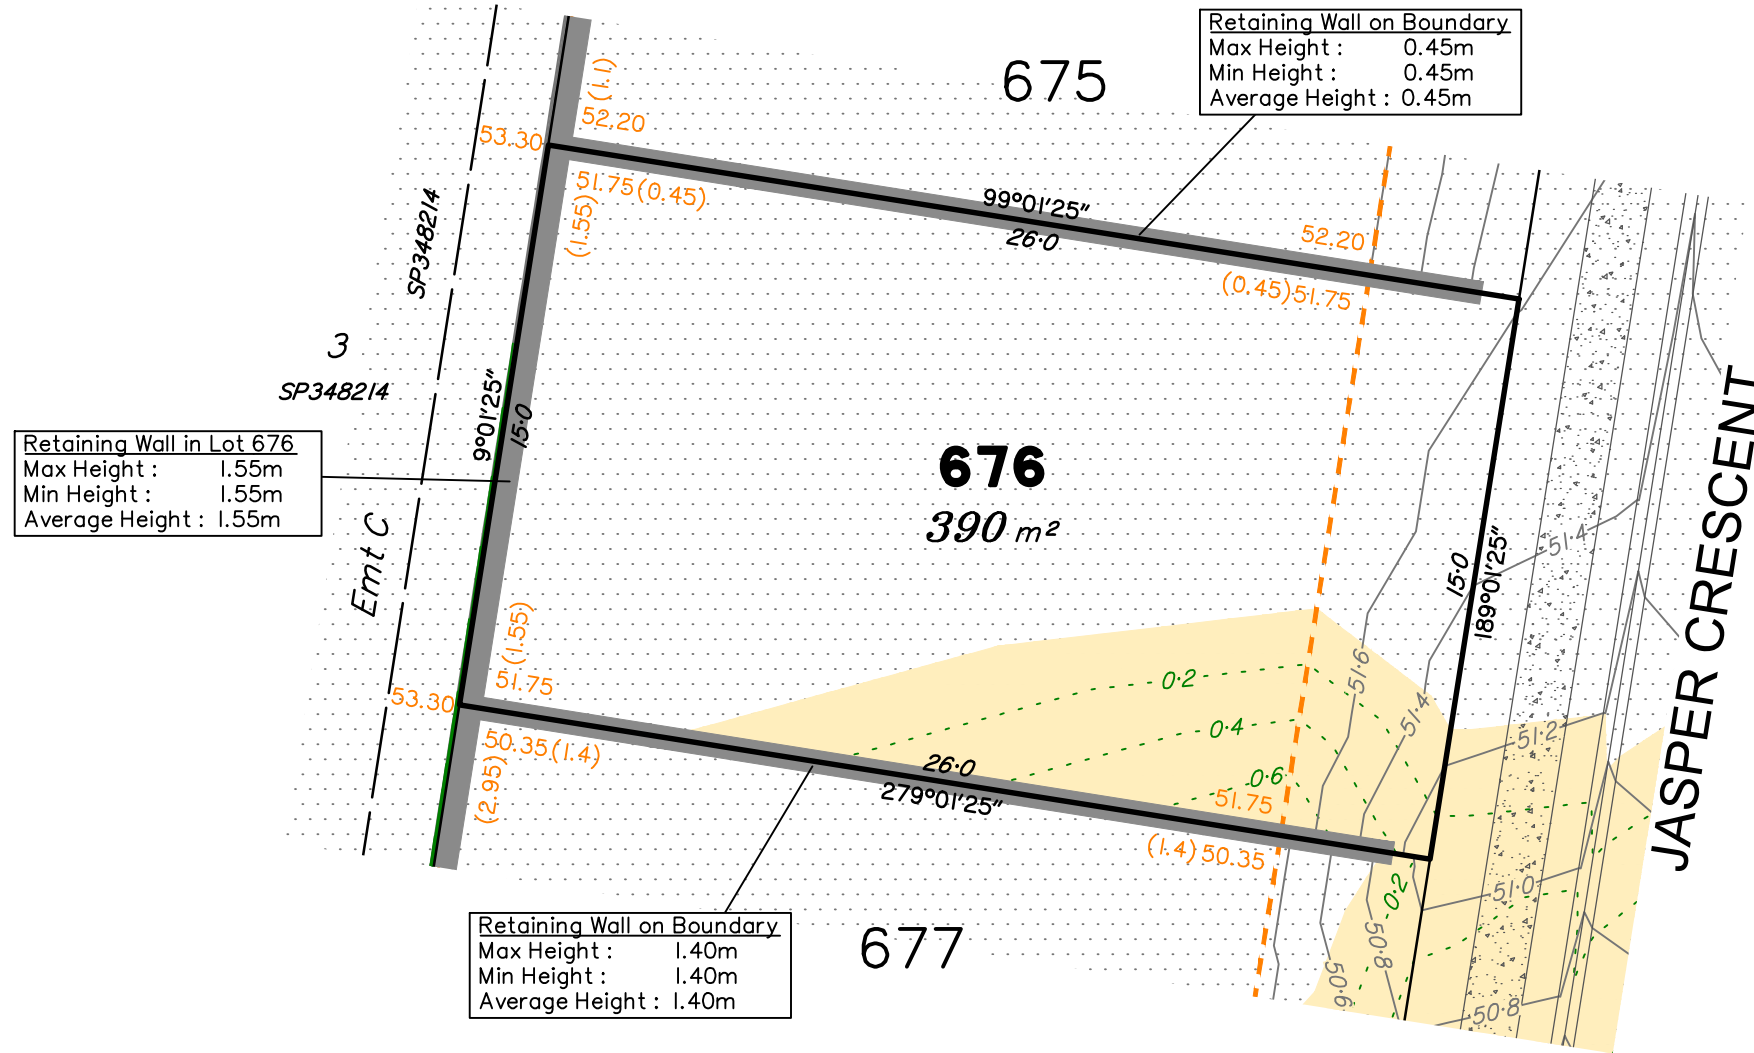 Retaining Wall on Boundary
Max Height : 0.45m
Min Height : 0.45m
Average Height : 0.45m
675
(1.1)
52.20
53.30
51.75 (0.45)
(1.55)
99°01'25"
26·0
52.20
(0.45) 51.75
SP348214
3
SP348214
9°01'25"
15·0
Retaining Wall in Lot 676
Max Height : 1.55m
Min Height : 1.55m
Average Height : 1.55m
Emt C
676
390 m²
15·0
189°01'25"
51·4
JASPER CRESCENT
(1.55)
51.75
53.30
50.35 (1.4)
(2.95)
0·2
0·4
0·6
51·6
51·4
51·2
26·0
279°01'25"
51.75
(1.4) 50.35
0·2
51·0
50·8
50·6
50·8
677
Retaining Wall on Boundary
Max Height : 1.40m
Min Height : 1.40m
Average Height : 1.40m